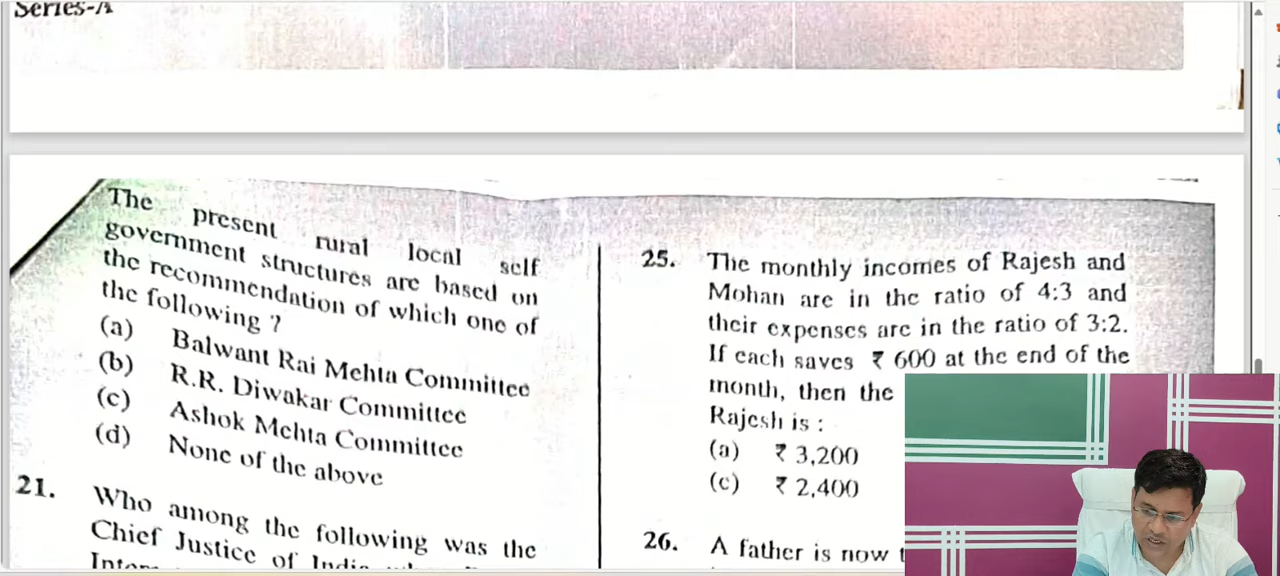 Series-A
The present rural local self
government structures are based on
the recommendation of which one of
the following ?
(a) Balwant Rai Mehta Committee
(b) R.R. Diwakar Committee
(c) Ashok Mehta Committee
(d) None of the above
21. Who among the following was the
Chief Justice of India
25. The monthly incomes of Rajesh and
Mohan are in the ratio of 4:3 and
their expenses are in the ratio of 3:2.
If each saves ₹ 600 at the end of the
month, then the
Rajesh is :
(a) ₹ 3,200
(c) ₹ 2,400
26. A father is now